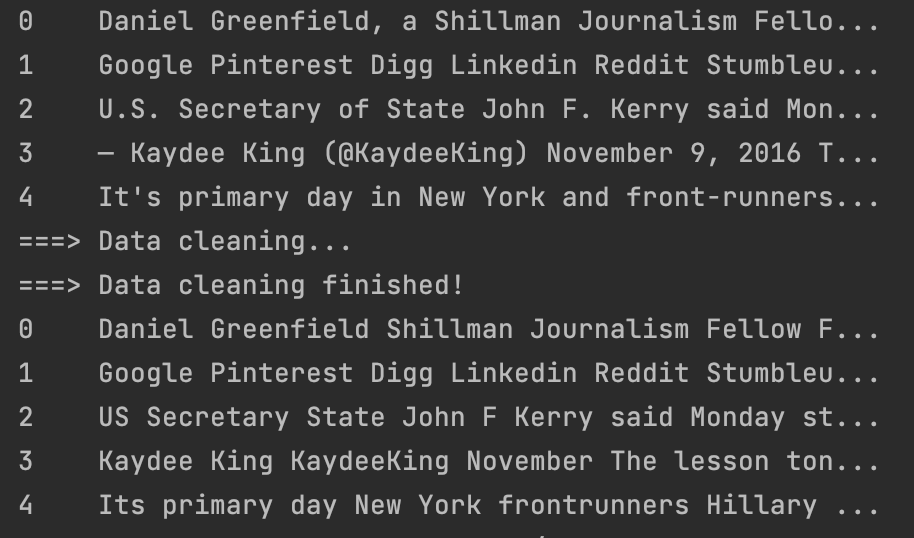 0    Daniel Greenfield, a Shillman Journalism Fello...
1    Google Pinterest Digg Linkedin Reddit Stumbleu...
2    U.S. Secretary of State John F. Kerry said Mon...
3    — Kaydee King (@KaydeeKing) November 9, 2016 T...
4    It's primary day in New York and front-runners...
===> Data cleaning...
===> Data cleaning finished!
0    Daniel Greenfield Shillman Journalism Fellow F...
1    Google Pinterest Digg Linkedin Reddit Stumbleu...
2    US Secretary State John F Kerry said Monday st...
3    Kaydee King KaydeeKing November The lesson ton...
4    Its primary day New York frontrunners Hillary ...